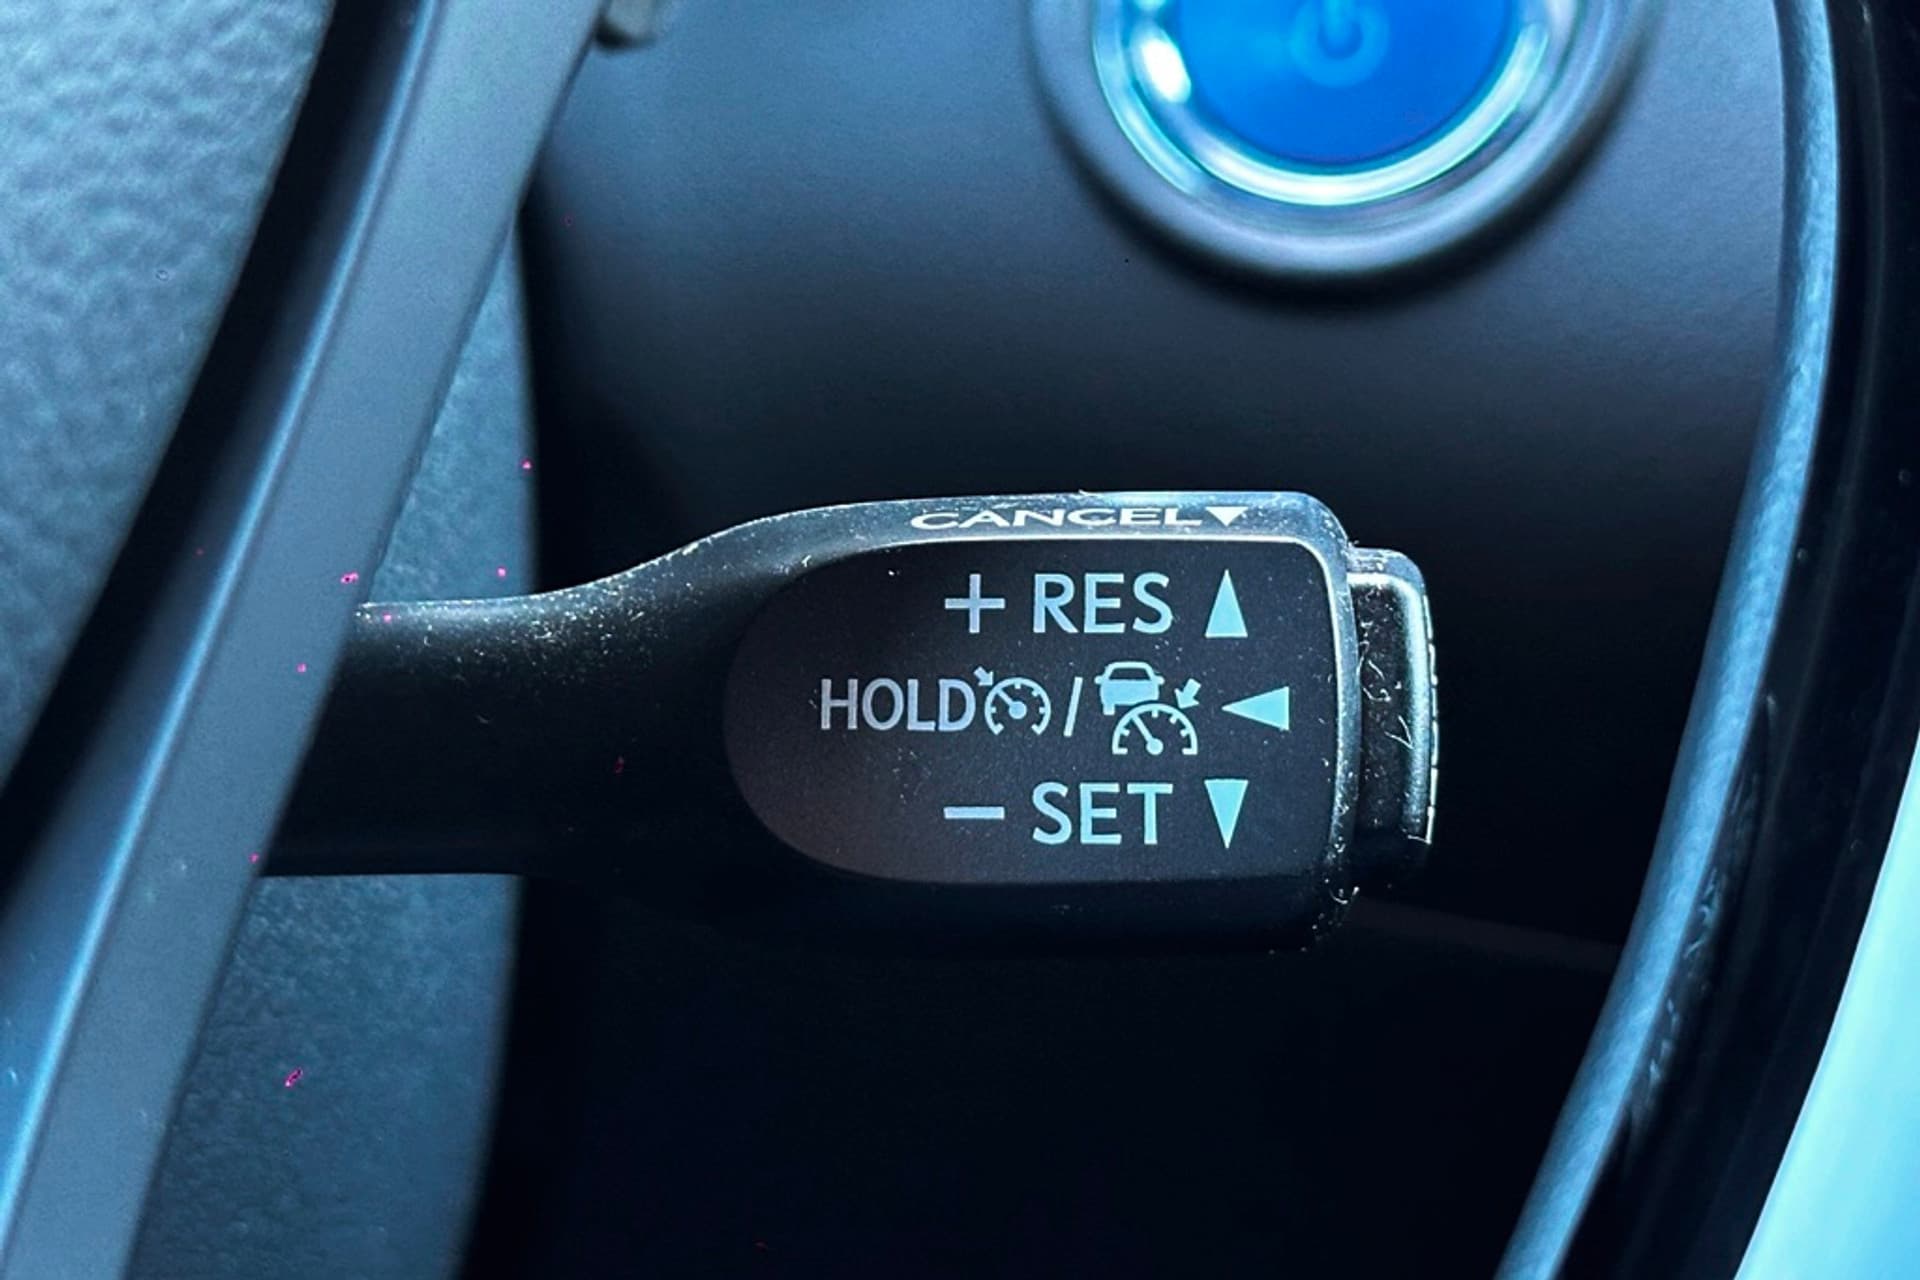 CANCEL▼
+ RES ▲
HOLD / ◀
− SET ▼